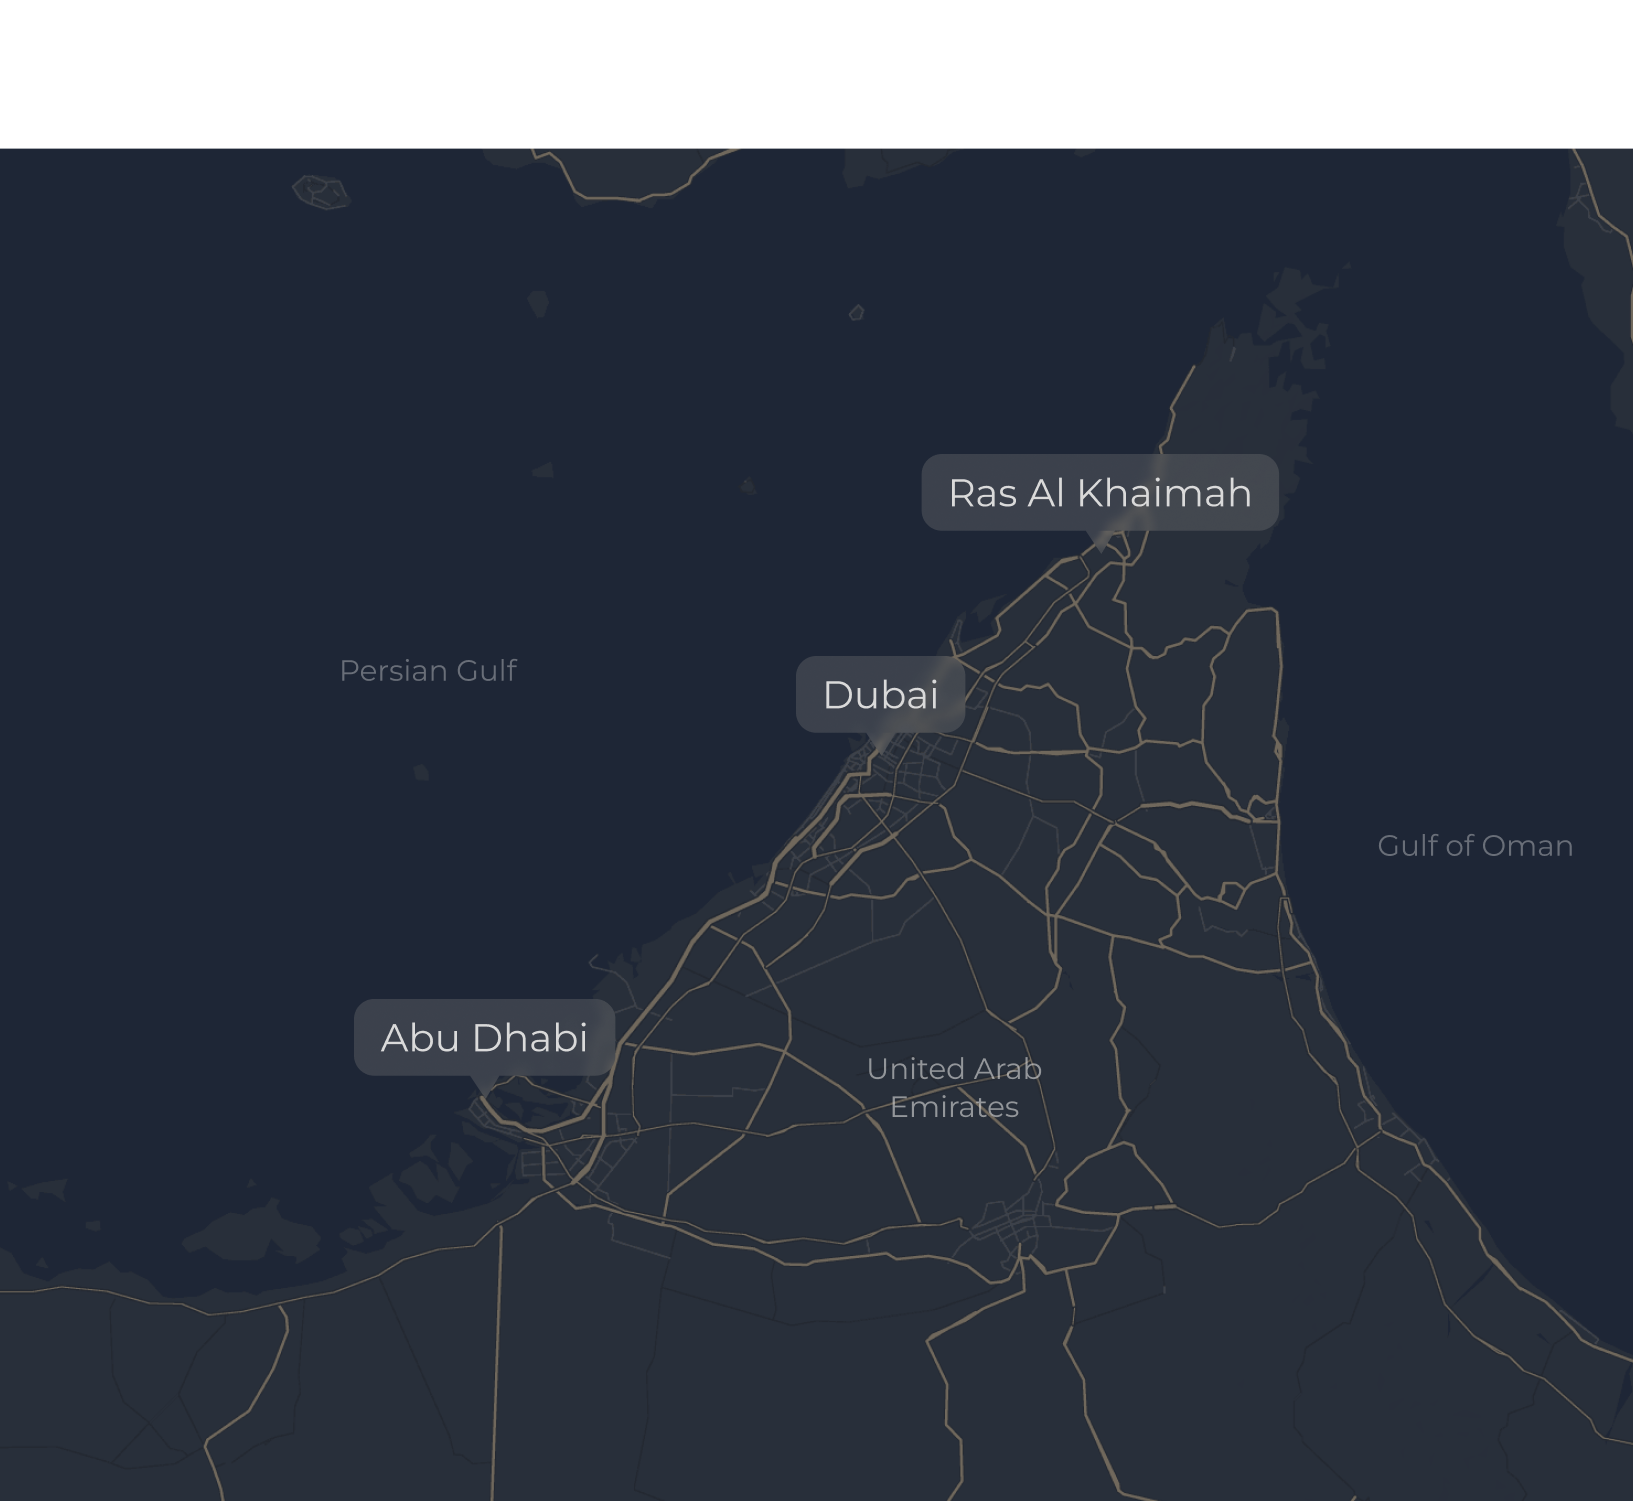 Ras Al Khaimah
Persian Gulf
Dubai
Gulf of Oman
Abu Dhabi
United Arab
Emirates